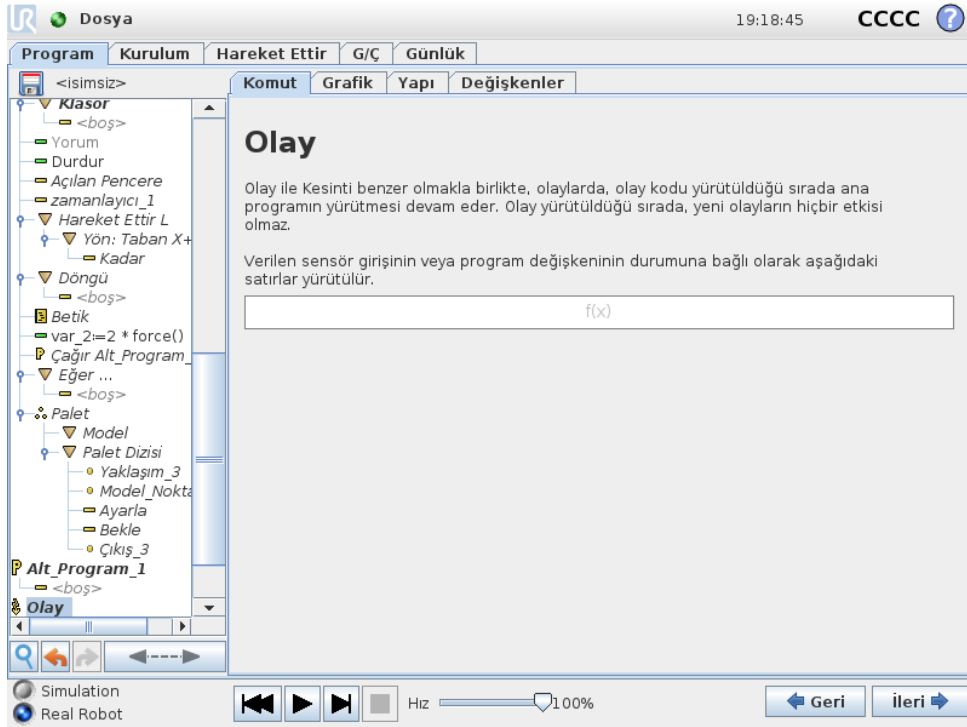 Dosya
19:18:45
CCCC
?
Program
Kurulum
Hareket Ettir
G/Ç
Günlük
<isimsiz>
Komut
Grafik
Yapı
Değişkenler
Klasör
<boş>
Yorum
Durdur
Açılan Pencere
zamanlayıcı_1
Hareket Ettir L
Yön: Taban X+
Kadar
Döngü
<boş>
Betik
var_2:=2 * force()
Çağır Alt_Program_
Eğer ...
<boş>
Palet
Model
Palet Dizisi
Yaklaşım_3
Model_Nokta
Ayarla
Bekle
Çıkış_3
Alt_Program_1
<boş>
Olay
Olay
Olay ile Kesinti benzer olmakla birlikte, olaylarda, olay kodu yürütüldüğü sırada ana
programın yürütmesi devam eder. Olay yürütüldüğü sırada, yeni olayların hiçbir etkisi
olmaz.
Verilen sensör girişinin veya program değişkeninin durumuna bağlı olarak aşağıdaki
satırlar yürütülür.
f(x)
Simulation
Real Robot
Hız
100%
Geri
İleri